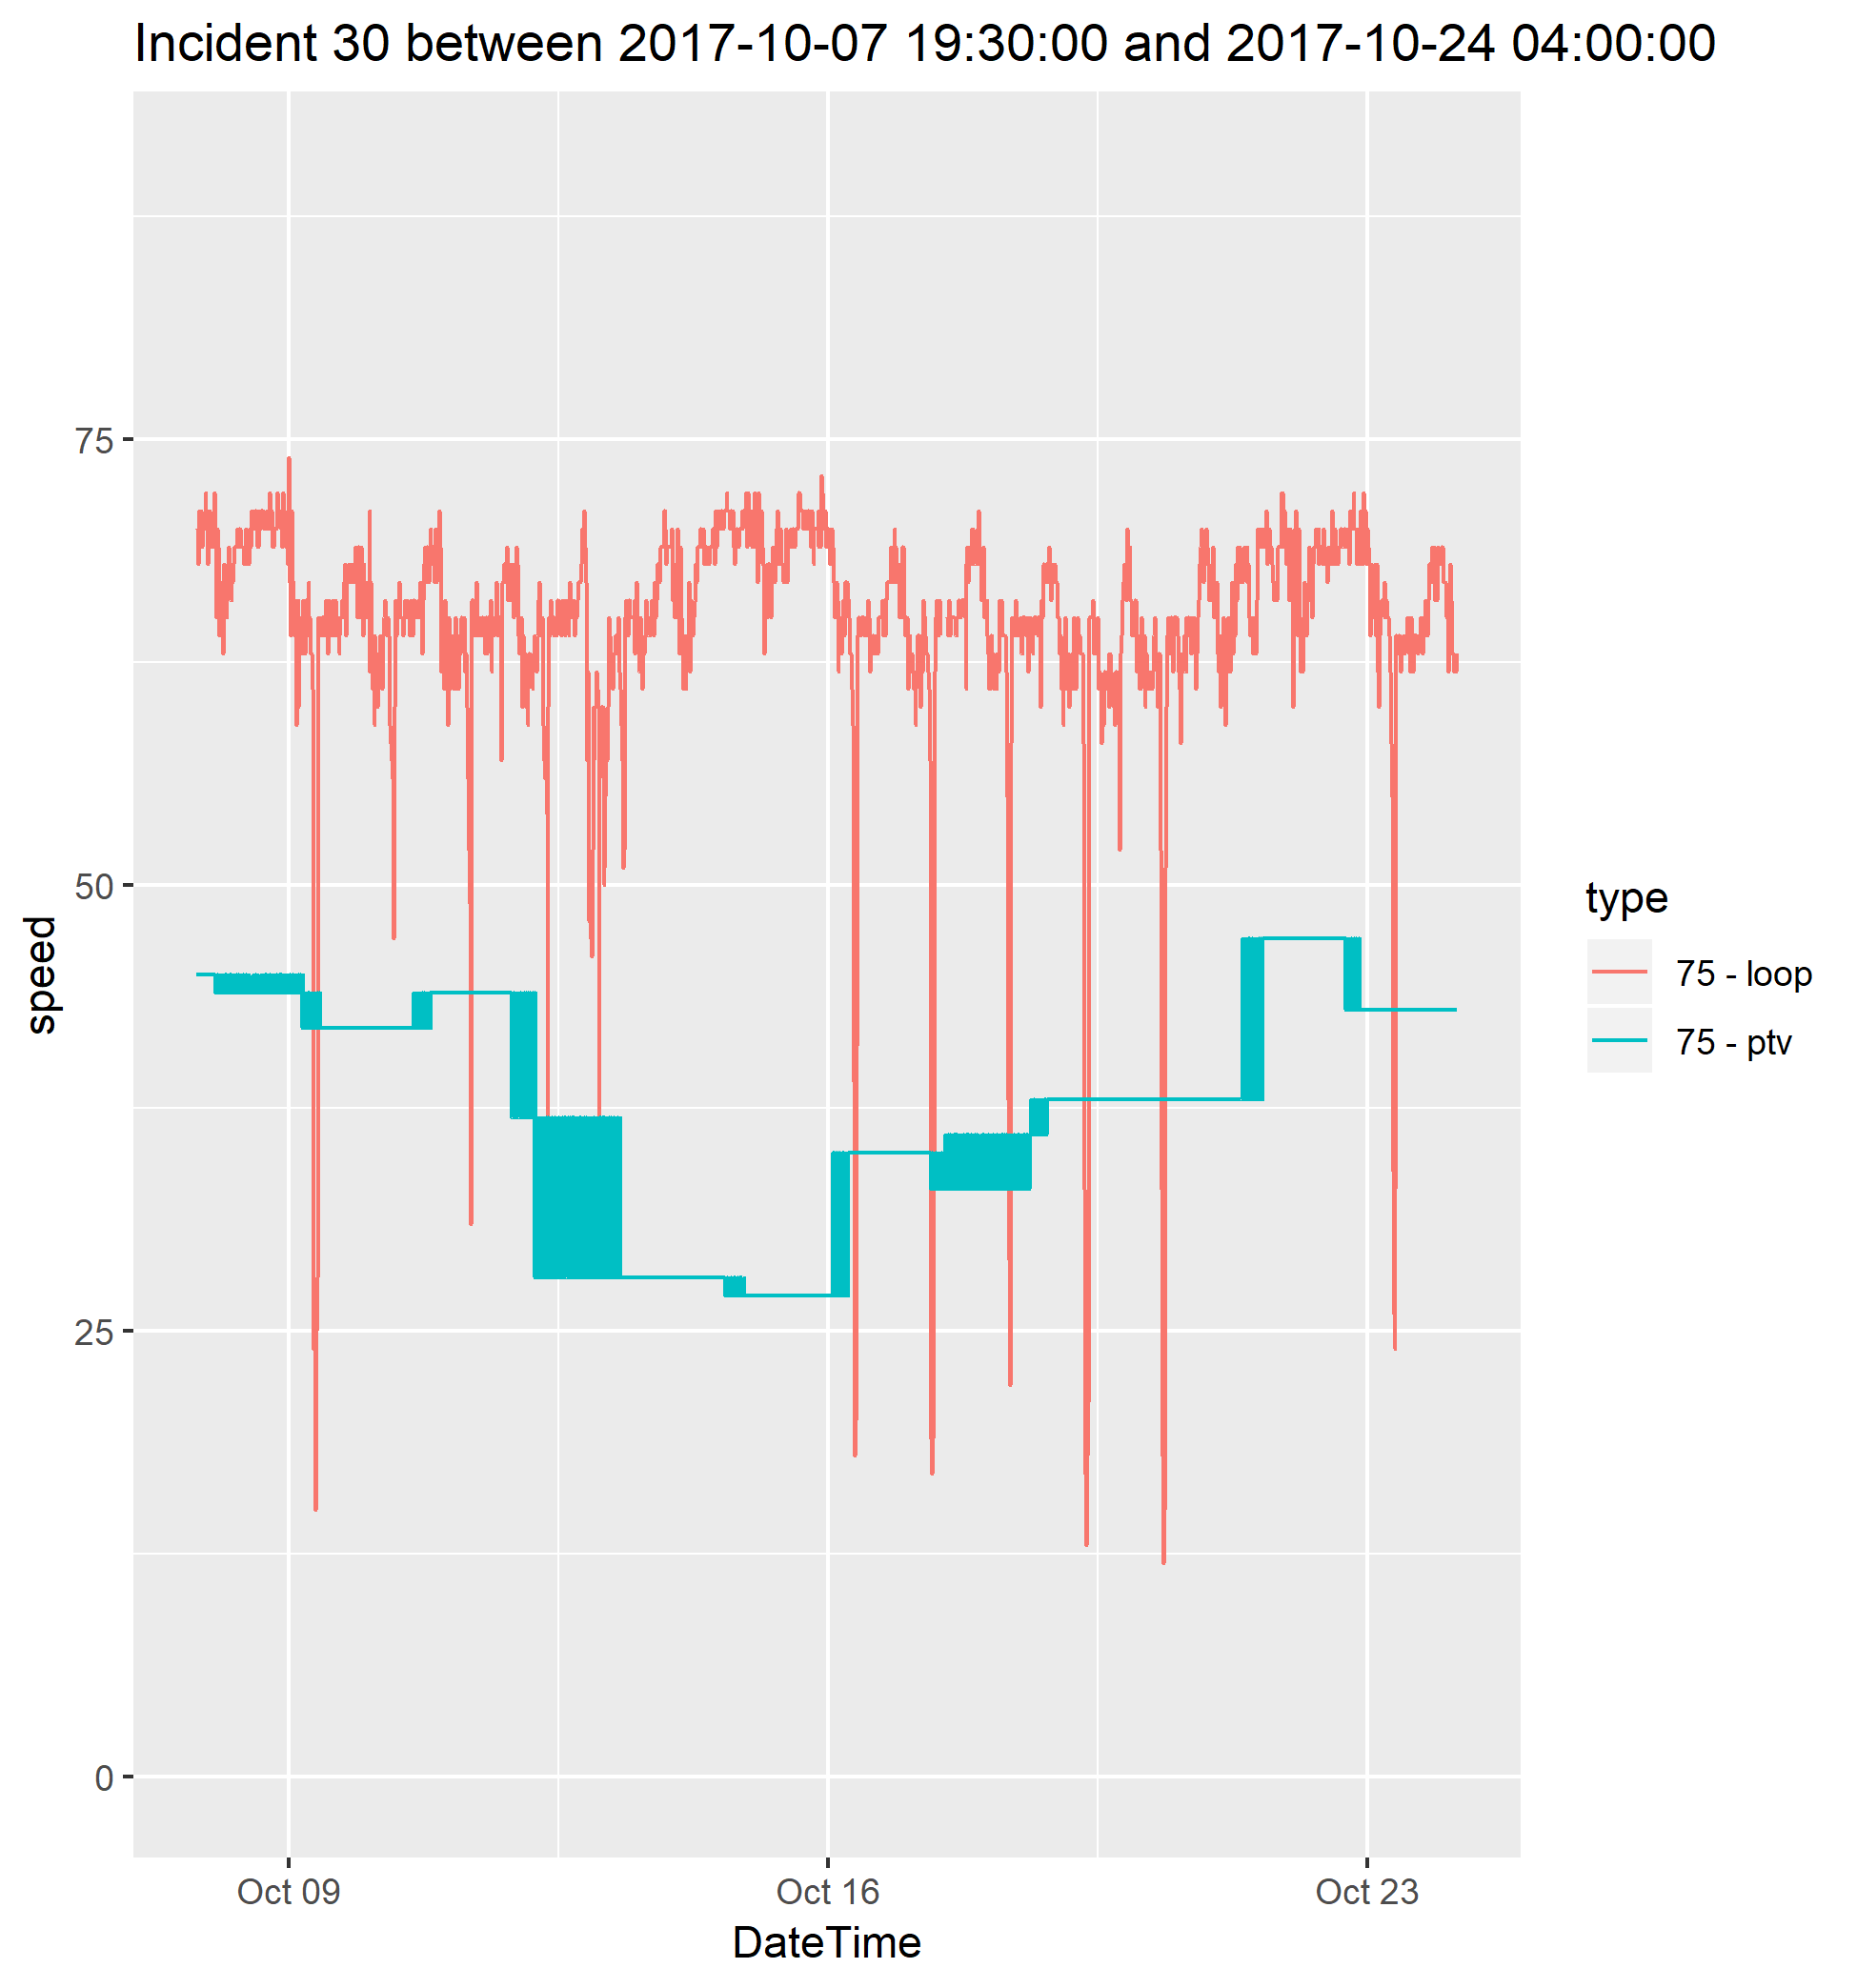 Incident 30 between 2017-10-07 19:30:00 and 2017-10-24 04:00:00
75
50
25
0
speed
Oct 09
Oct 16
Oct 23
DateTime
type
75 - loop
75 - ptv